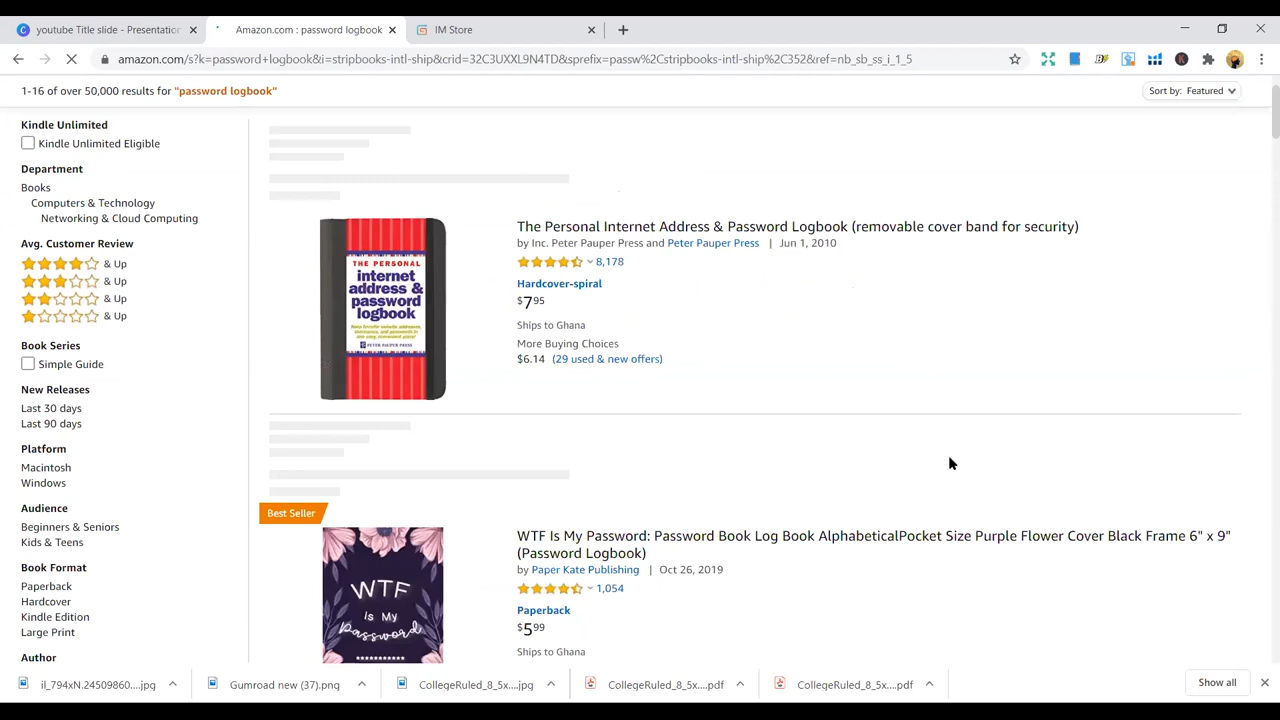 youtube Title slide - Presentation
Amazon.com : password logbook
IM Store
amazon.com/s?k=password+logbook&i=stripbooks-intl-ship&crid=32C3UXXL9N4TD&sprefix=passw%2Cstripbooks-intl-ship%2C352&ref=nb_sb_ss_i_1_5
1-16 of over 50,000 results for "password logbook"
Sort by: Featured
Kindle Unlimited
Kindle Unlimited Eligible
Department
Books
Computers & Technology
Networking & Cloud Computing
Avg. Customer Review
& Up
& Up
& Up
& Up
Book Series
Simple Guide
New Releases
Last 30 days
Last 90 days
Platform
Macintosh
Windows
Audience
Beginners & Seniors
Kids & Teens
Book Format
Paperback
Hardcover
Kindle Edition
Large Print
Author
THE PERSONAL
internet
address &
password
logbook
PETER PAUPER PRESS
The Personal Internet Address & Password Logbook (removable cover band for security)
by Inc. Peter Pauper Press and Peter Pauper Press | Jun 1, 2010
8,178
Hardcover-spiral
$7.95
Ships to Ghana
More Buying Choices
$6.14 (29 used & new offers)
Best Seller
WTF
Is My
Password
WTF Is My Password: Password Book Log Book AlphabeticalPocket Size Purple Flower Cover Black Frame 6" x 9"
(Password Logbook)
by Paper Kate Publishing | Oct 26, 2019
1,054
Paperback
$5.99
Ships to Ghana
il_794xN.24509860....jpg
Gumroad new (37).png
CollegeRuled_8_5x....jpg
CollegeRuled_8_5x....pdf
CollegeRuled_8_5x....pdf
Show all